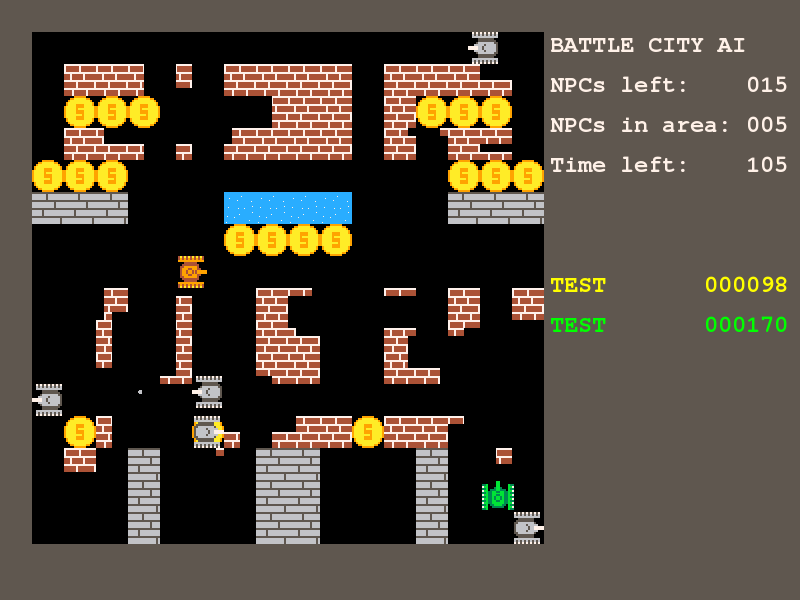 BATTLE CITY AI
NPCs left: 015
NPCs in area: 005
Time left: 105
TEST 000098
TEST 000170